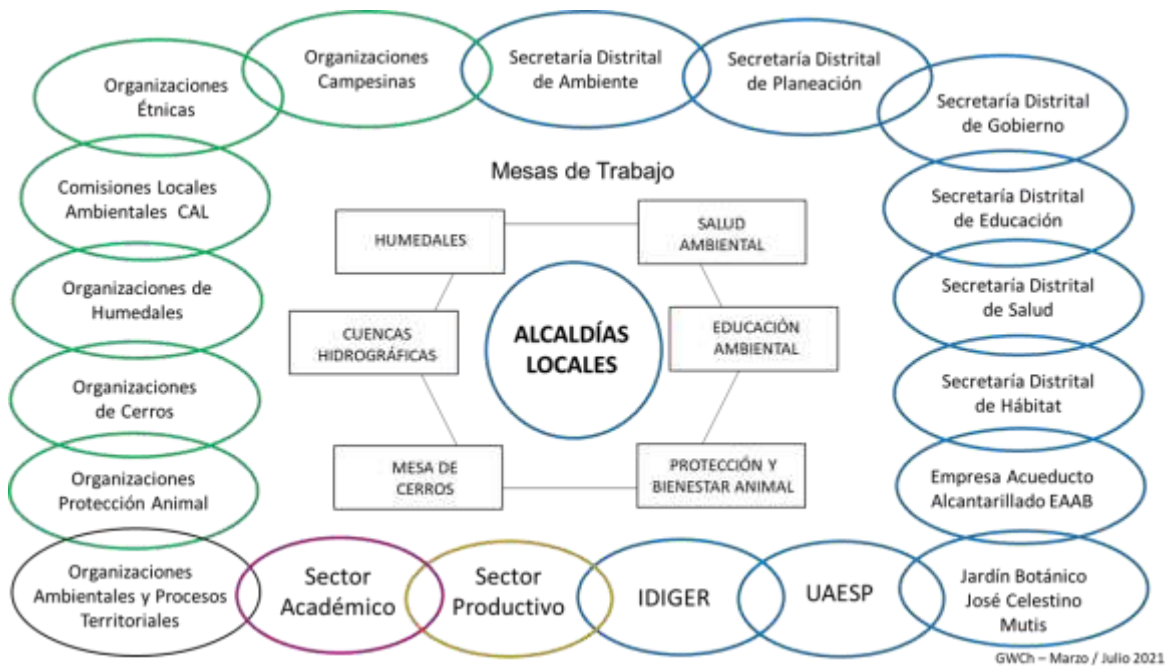 Organizaciones
Étnicas
Organizaciones
Campesinas
Secretaría Distrital
de Ambiente
Secretaría Distrital
de Planeación
Secretaría Distrital
de Gobierno
Comisiones Locales
Ambientales CAL
Mesas de Trabajo
Secretaría Distrital
de Educación
HUMEDALES
SALUD
AMBIENTAL
Organizaciones de
Humedales
CUENCAS
HIDROGRÁFICAS
ALCALDÍAS
LOCALES
EDUCACIÓN
AMBIENTAL
Secretaría Distrital
de Salud
Organizaciones
de Cerros
Secretaría Distrital
de Hábitat
Organizaciones
Protección Animal
MESA DE
CERROS
PROTECCIÓN Y
BIENESTAR ANIMAL
Empresa Acueducto
Alcantarillado EAAB
Organizaciones
Ambientales y Procesos
Territoriales
Sector
Académico
Sector
Productivo
IDIGER
UAESP
Jardín Botánico
José Celestino
Mutis
GWCh – Marzo / Julio 2021